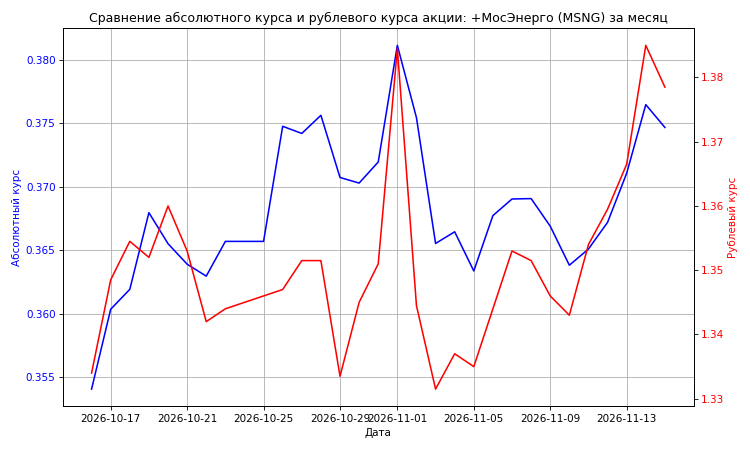 Сравнение абсолютного курса и рублевого курса акции: +МосЭнерго (MSNG) за месяц
0.380
0.375
0.370
0.365
0.360
0.355
Абсолютный курс
1.38
1.37
1.36
1.35
1.34
1.33
Рублевый курс
2026-10-17 2026-10-21 2026-10-25 2026-10-29 2026-11-01 2026-11-05 2026-11-09 2026-11-13
Дата